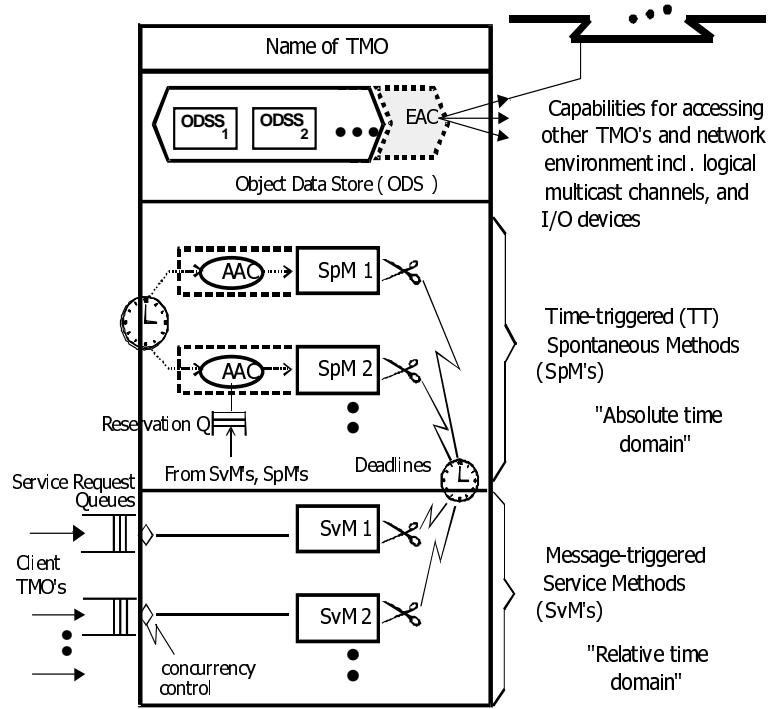 Name of TMO
ODSS 1
ODSS 2
EAC
Object Data Store ( ODS )
Capabilities for accessing
other TMO's and network
environment incl. logical
multicast channels, and
I/O devices
AAC
SpM 1
AAC
SpM 2
Reservation Q
From SvM's, SpM's
Deadlines
Time-triggered (TT)
Spontaneous Methods
(SpM's)
"Absolute time
domain"
Service Request
Queues
Client
TMO's
SvM 1
SvM 2
concurrency
control
Message-triggered
Service Methods
(SvM's)
"Relative time
domain"